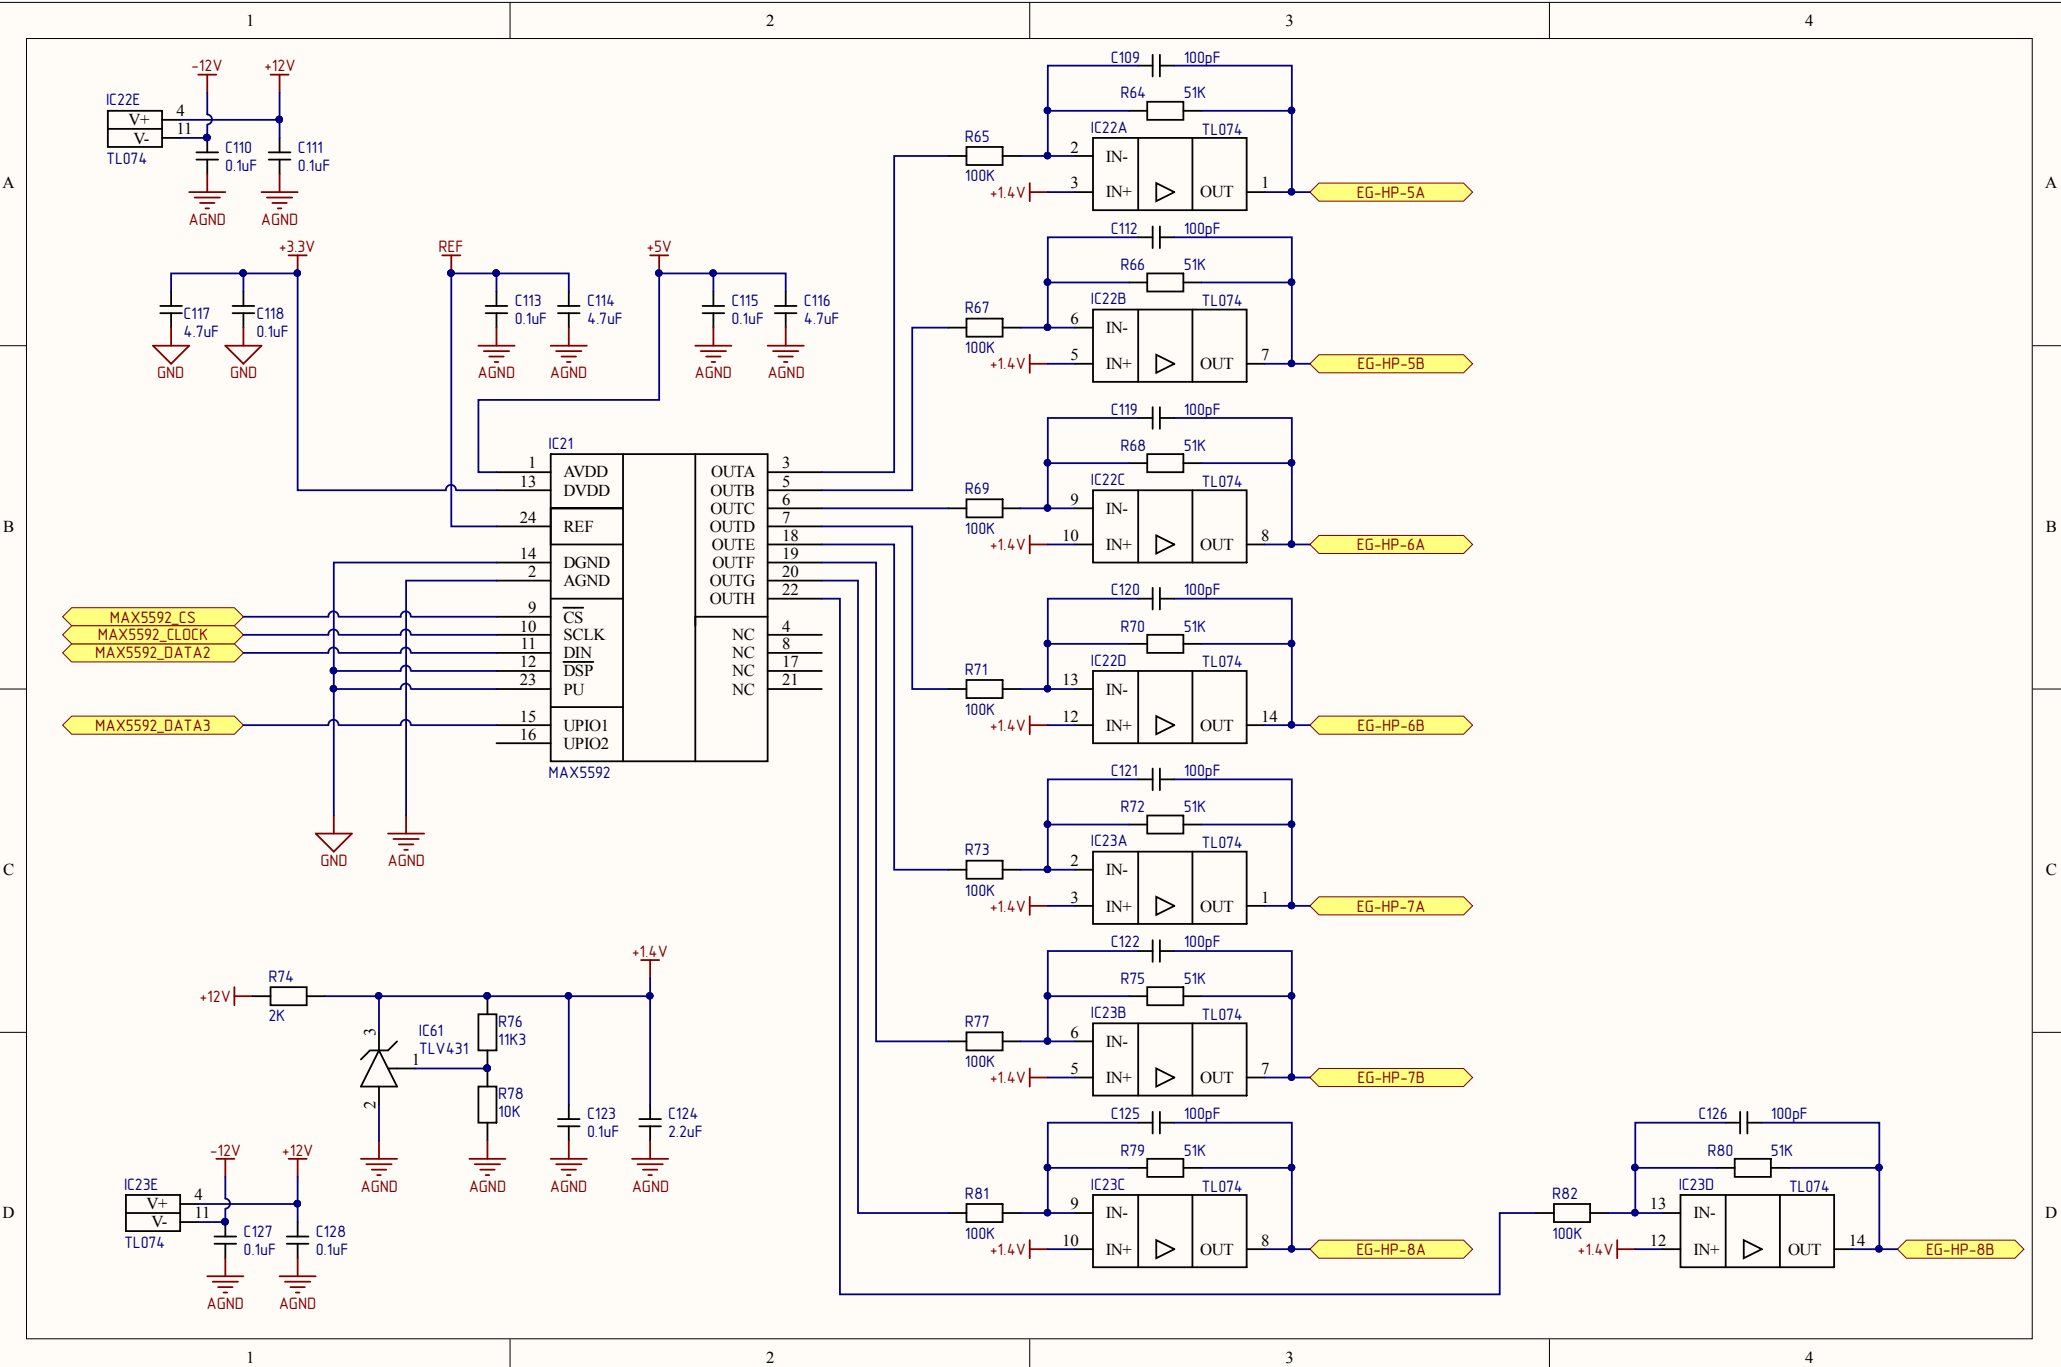 1 2 3 4
A
B
C
D
A
B
C
D
1 2 3 4
-12V +12V
IC22E
V+ 4
V- 11
TL074
C110
0.1uF
C111
0.1uF
AGND AGND
+3.3V
C117
4.7uF
C118
0.1uF
GND GND
REF
C113
0.1uF
C114
4.7uF
AGND AGND
+5V
C115
0.1uF
C116
4.7uF
AGND AGND
IC21
1 AVDD
13 DVDD
24 REF
14 DGND
2 AGND
9 CS
10 SCLK
11 DIN
12 DSP
23 PU
15 UPIO1
16 UPIO2
OUTA 3
OUTB 5
OUTC 6
OUTD 7
OUTE 18
OUTF 19
OUTG 20
OUTH 22
NC 4
NC 8
NC 17
NC 21
MAX5592
MAX5592_CS
MAX5592_CLOCK
MAX5592_DATA2
MAX5592_DATA3
GND AGND
+12V
R74
2K
IC61
TLV431
3
1
2
R76
11K3
R78
10K
+1.4V
C123
0.1uF
C124
2.2uF
AGND AGND AGND AGND
-12V +12V
IC23E
V+ 4
V- 11
TL074
C127
0.1uF
C128
0.1uF
AGND AGND
C109 100pF
R64 51K
IC22A TL074
R65
100K
2 IN-
+1.4V 3 IN+ OUT 1
EG-HP-5A
C112 100pF
R66 51K
IC22B TL074
R67
100K
6 IN-
+1.4V 5 IN+ OUT 7
EG-HP-5B
C119 100pF
R68 51K
IC22C TL074
R69
100K
9 IN-
+1.4V 10 IN+ OUT 8
EG-HP-6A
C120 100pF
R70 51K
IC22D TL074
R71
100K
13 IN-
+1.4V 12 IN+ OUT 14
EG-HP-6B
C121 100pF
R72 51K
IC23A TL074
R73
100K
2 IN-
+1.4V 3 IN+ OUT 1
EG-HP-7A
C122 100pF
R75 51K
IC23B TL074
R77
100K
6 IN-
+1.4V 5 IN+ OUT 7
EG-HP-7B
C125 100pF
R79 51K
IC23C TL074
R81
100K
9 IN-
+1.4V 10 IN+ OUT 8
EG-HP-8A
C126 100pF
R80 51K
IC23D TL074
R82
100K
13 IN-
+1.4V 12 IN+ OUT 14
EG-HP-8B